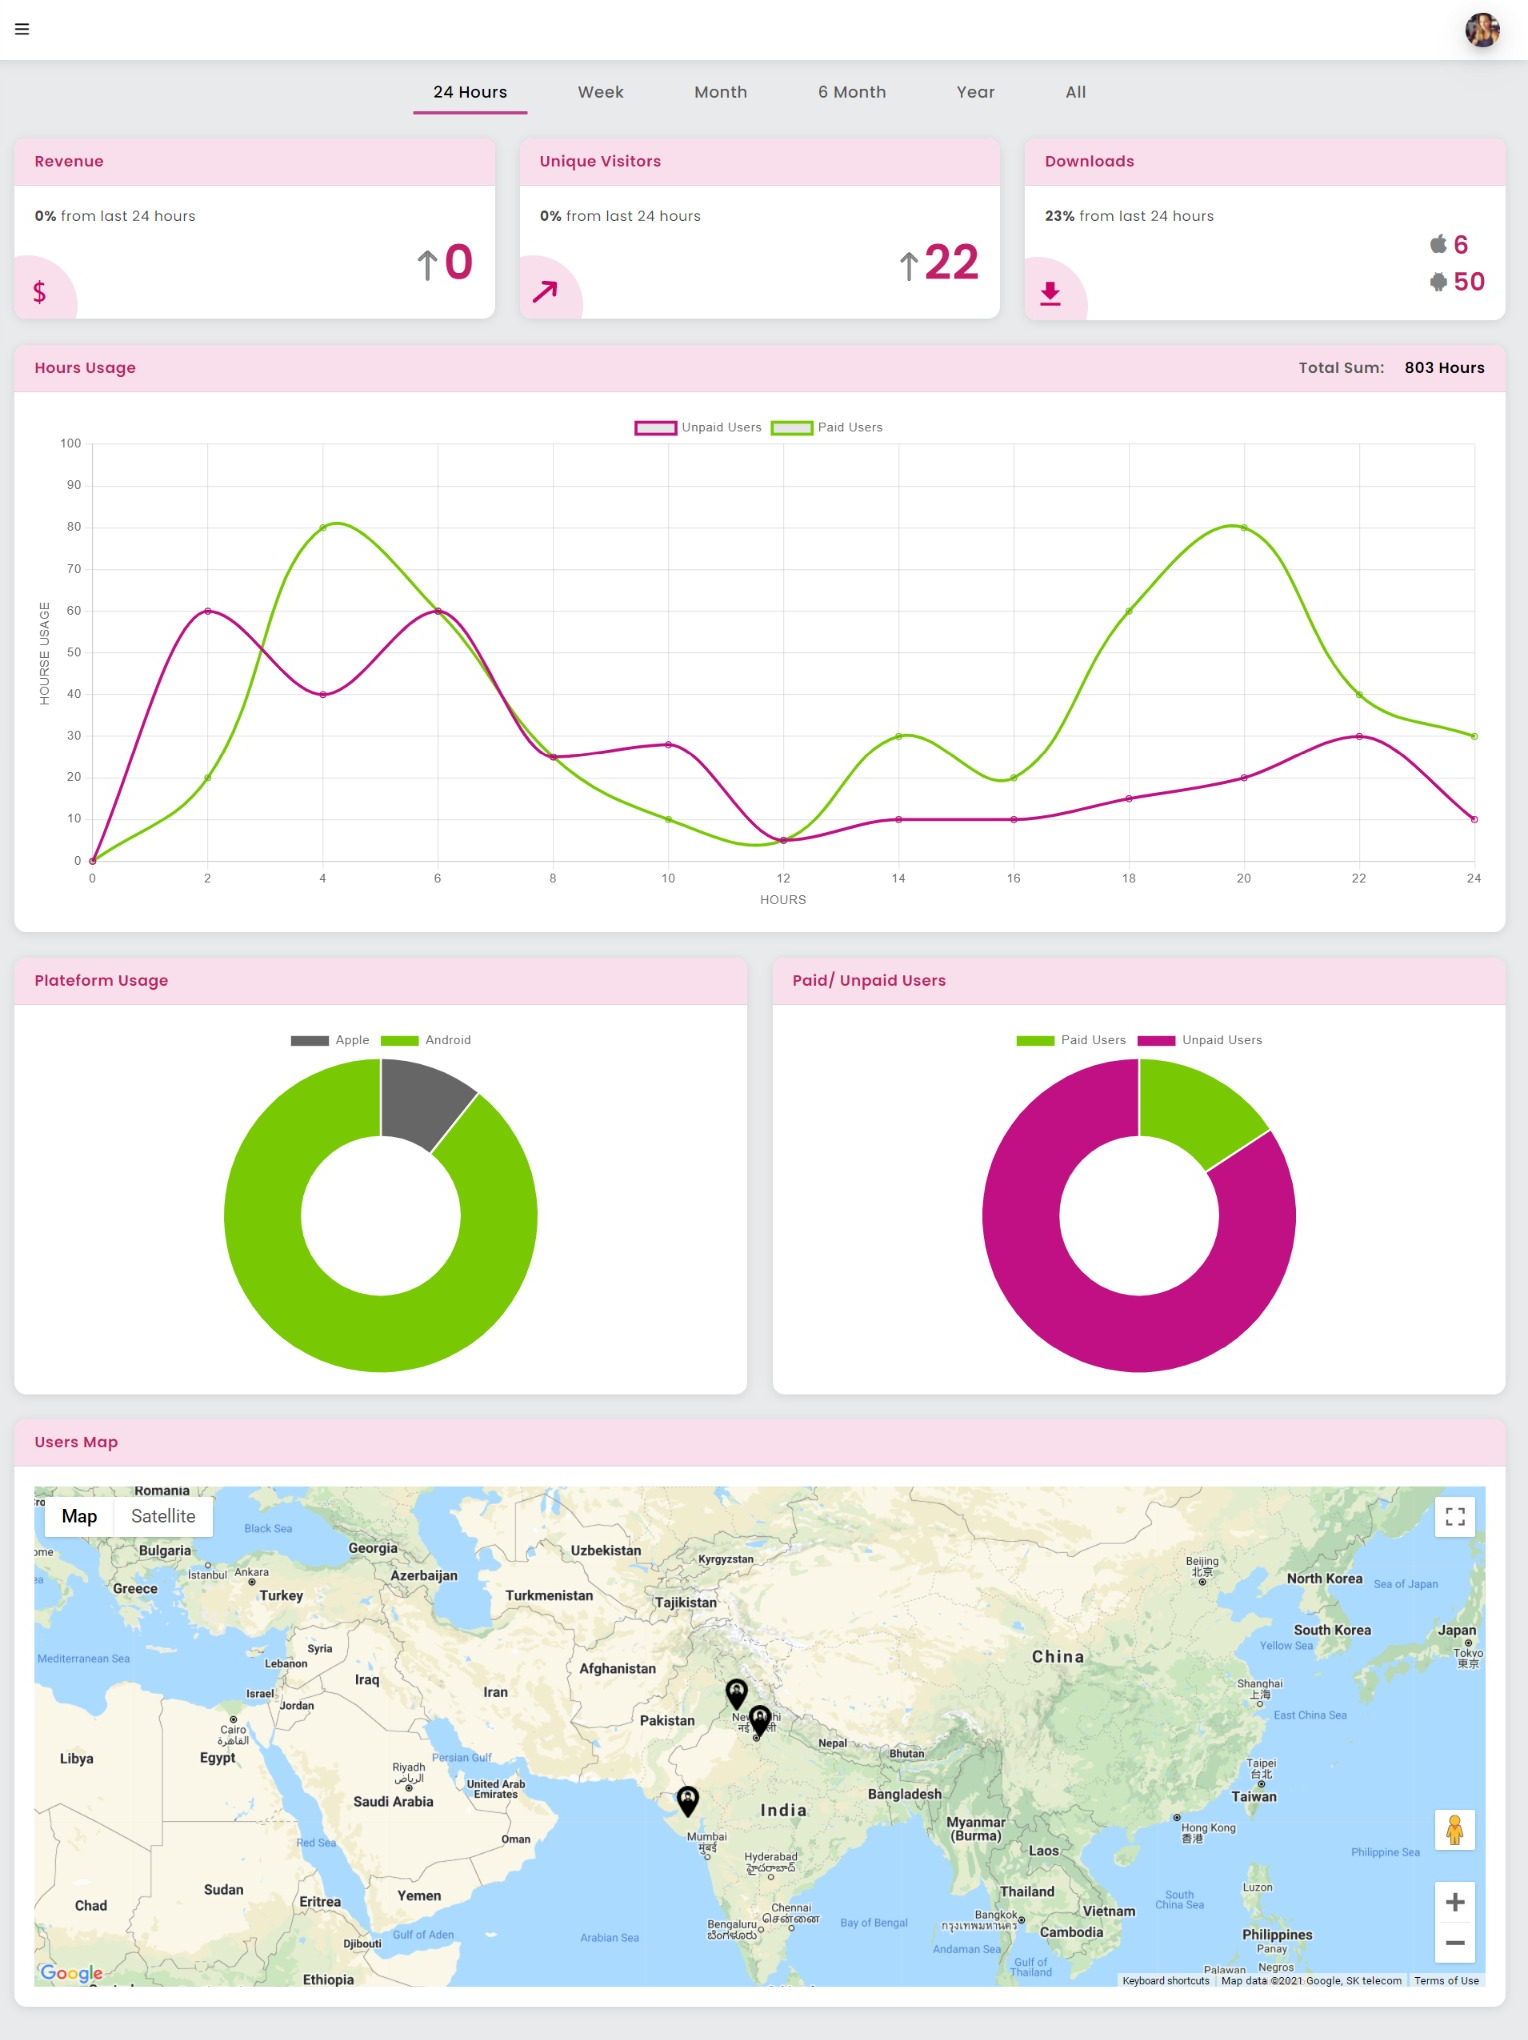 24 Hours
Week
Month
6 Month
Year
All
Revenue
0% from last 24 hours
$
↑0
Unique Visitors
0% from last 24 hours
↑22
Downloads
23% from last 24 hours
6
50
Hours Usage
Total Sum: 803 Hours
Unpaid Users
Paid Users
HOURSE USAGE
100
90
80
70
60
50
40
30
20
10
0
0 2 4 6 8 10 12 14 16 18 20 22 24
HOURS
Plateform Usage
Apple
Android
Paid/ Unpaid Users
Paid Users
Unpaid Users
Users Map
Map
Satellite
Romania
Black Sea
Bulgaria
Georgia
Uzbekistan
Kyrgyzstan
Beijing
北京
Istanbul
Ankara
Azerbaijan
Greece
Turkey
Turkmenistan
Tajikistan
North Korea
Sea of Japan
South Korea
Japan
Tokyo
東京
Yellow Sea
Mediterranean Sea
Syria
Lebanon
Iraq
Israel
Jordan
Iran
Afghanistan
China
Shanghai
上海
East China Sea
Cairo
القاهرة
Pakistan
Libya
Egypt
Persian Gulf
Riyadh
الرياض
Saudi Arabia
United Arab
Emirates
Nepal
Bhutan
Bangladesh
India
Taipei
台北
Taiwan
Myanmar
(Burma)
Hong Kong
香港
Red Sea
Oman
Mumbai
मुंबई
Hyderabad
హైదరాబాద్
Laos
Philippine Sea
Chad
Sudan
Eritrea
Yemen
Thailand
Vietnam
South
China Sea
Luzon
Gulf of Aden
Arabian Sea
Bengaluru
ಬೆಂಗಳೂರು
Chennai
சென்னை
Bay of Bengal
Bangkok
กรุงเทพมหานคร
Cambodia
Andaman Sea
Gulf of
Thailand
Philippines
Panay
Palawan
Negros
Djibouti
Ethiopia
Google
Keyboard shortcuts
Map data ©2021 Google, SK telecom
Terms of Use